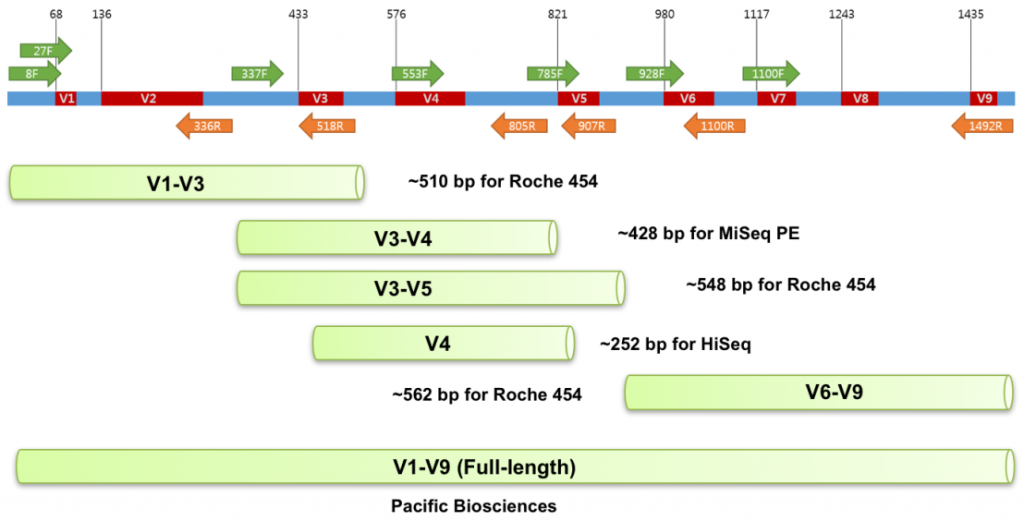 68 136 433 576 821 980 1117 1243 1435
27F
8F 337F 553F 785F 928F 1100F
V1 V2 V3 V4 V5 V6 V7 V8 V9
336R 518R 805R 907R 1100R 1492R
V1-V3 ~510 bp for Roche 454
V3-V4 ~428 bp for MiSeq PE
V3-V5 ~548 bp for Roche 454
V4 ~252 bp for HiSeq
~562 bp for Roche 454 V6-V9
V1-V9 (Full-length)
Pacific Biosciences